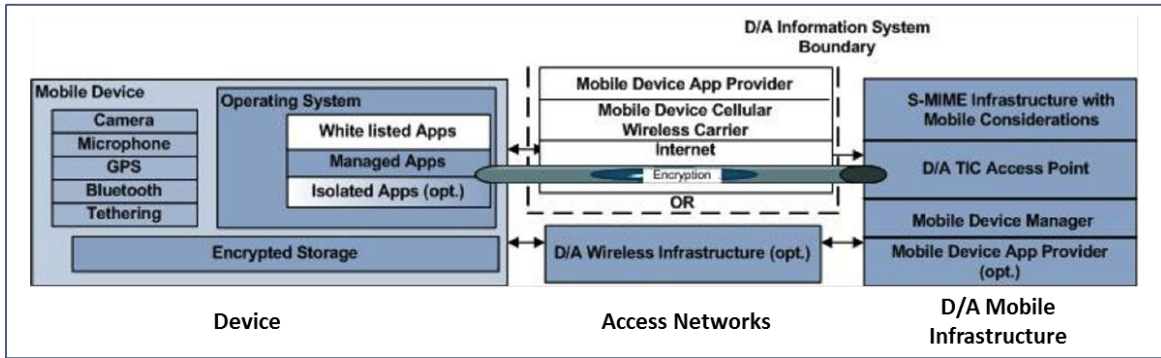 D/A Information System
Boundary
Mobile Device
Camera
Microphone
GPS
Bluetooth
Tethering
Operating System
White listed Apps
Managed Apps
Isolated Apps (opt.)
Encrypted Storage
Mobile Device App Provider
Mobile Device Cellular
Wireless Carrier
Internet
Encryption
OR
D/A Wireless Infrastructure (opt.)
S-MIME Infrastructure with
Mobile Considerations
D/A TIC Access Point
Mobile Device Manager
Mobile Device App Provider
(opt.)
Device
Access Networks
D/A Mobile
Infrastructure